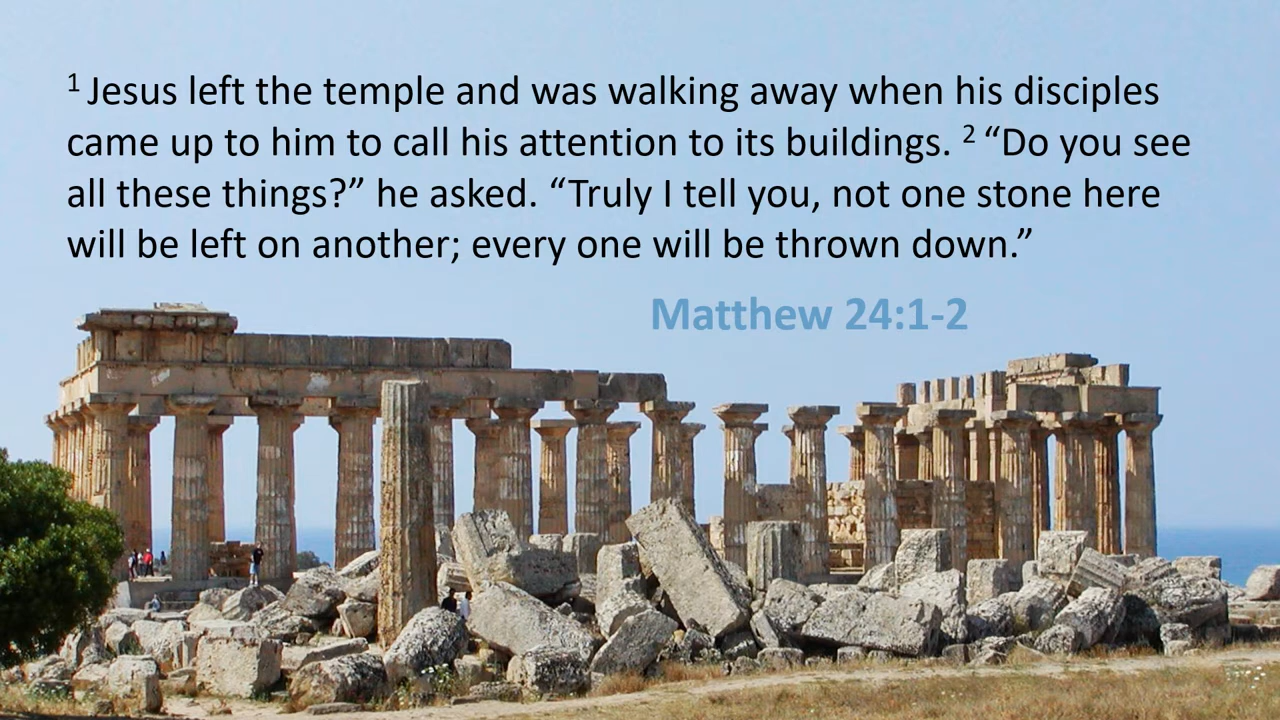 ¹ Jesus left the temple and was walking away when his disciples
came up to him to call his attention to its buildings. ² “Do you see
all these things?” he asked. “Truly I tell you, not one stone here
will be left on another; every one will be thrown down.”
Matthew 24:1-2